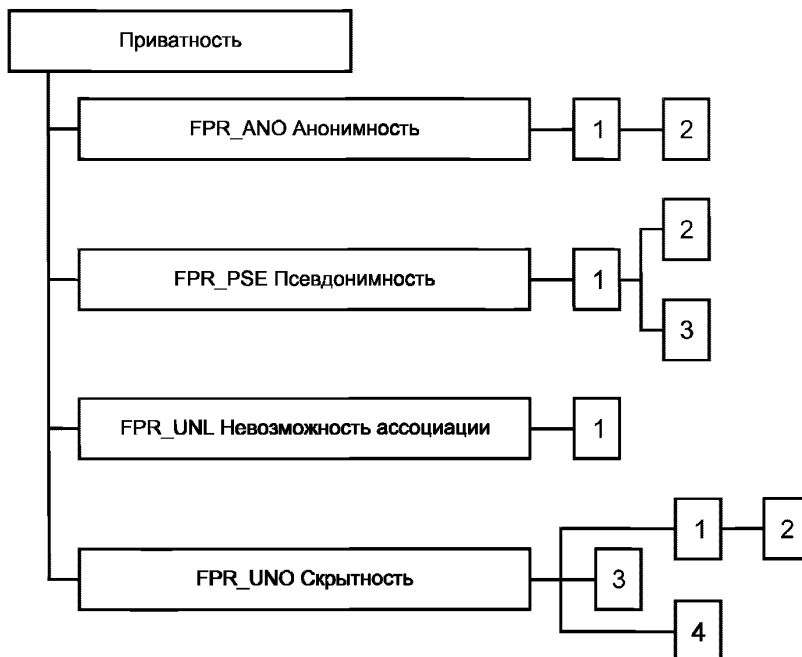 Приватность
FPR_ANO Анонимность 1 2
2
FPR_PSE Псевдонимность 1
3
FPR_UNL Невозможность ассоциации 1
1 2
FPR_UNO Скрытность 3
4